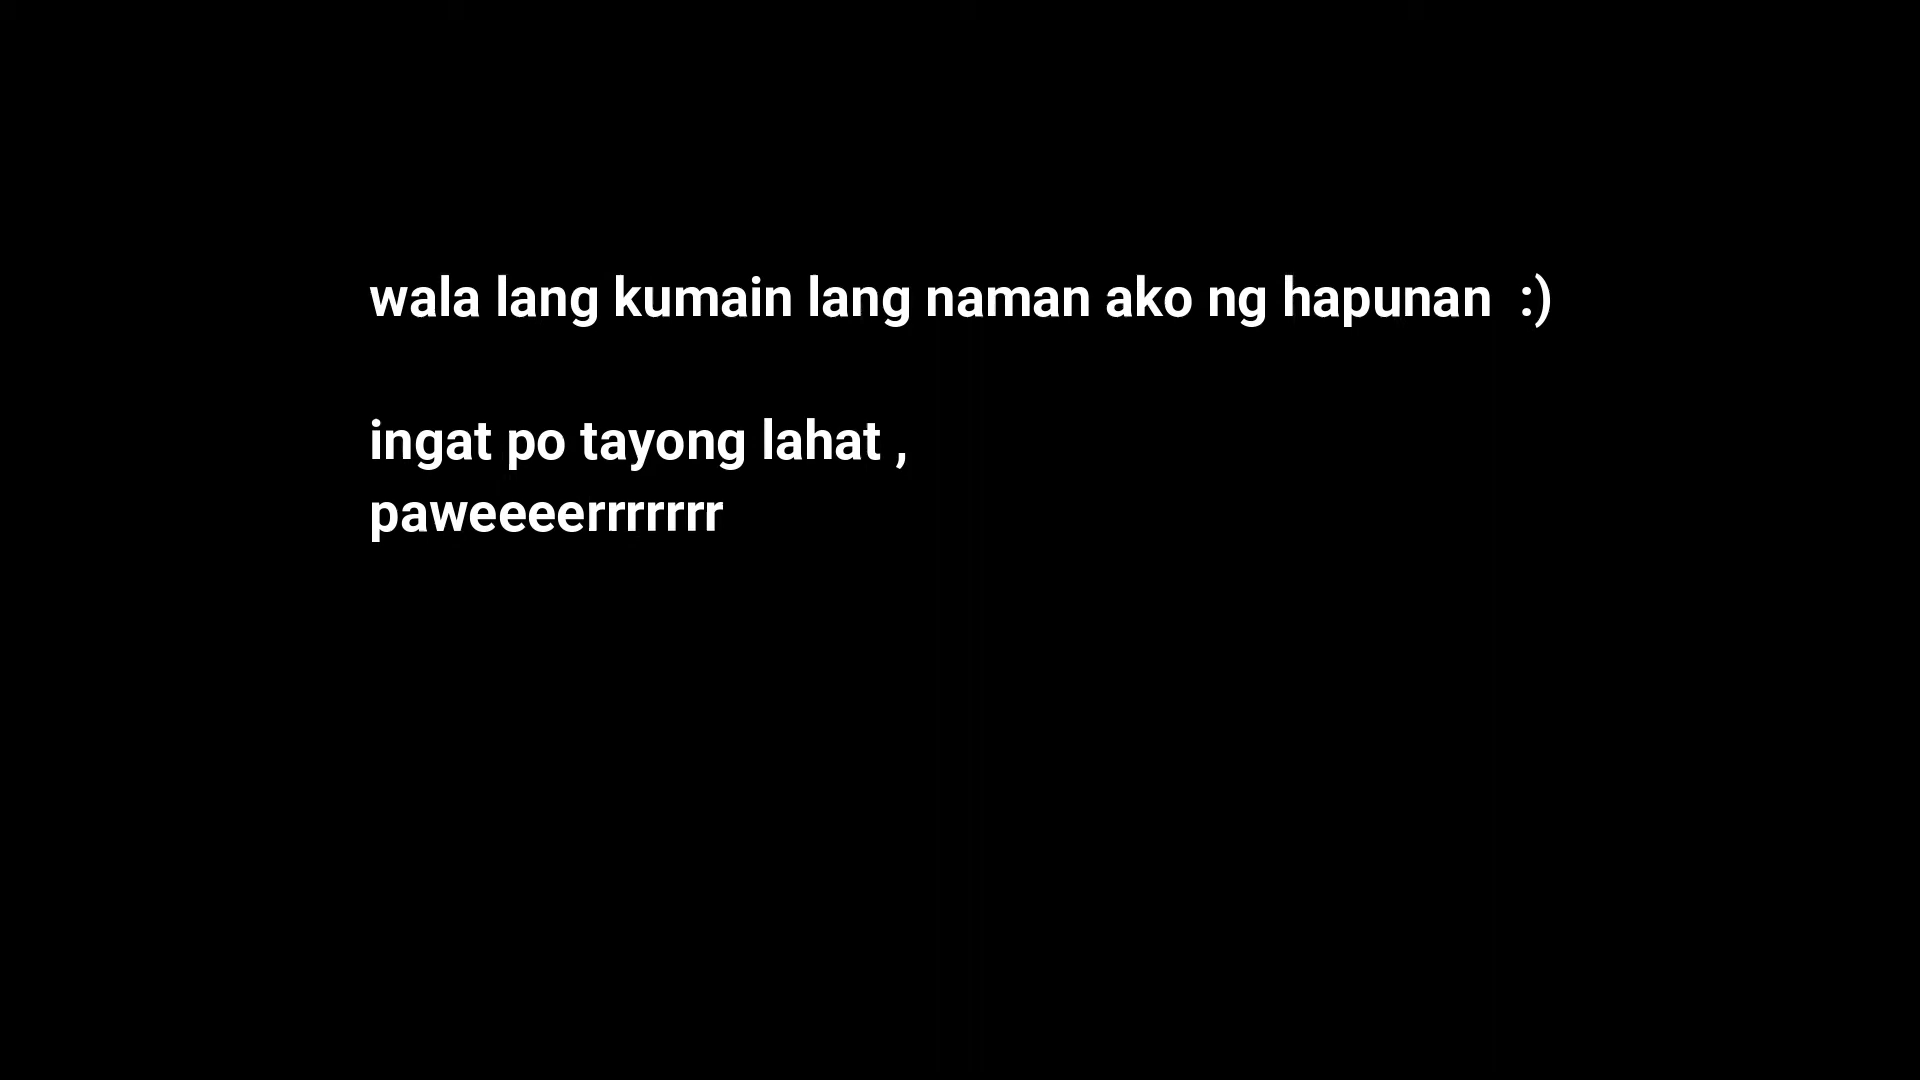 wala lang kumain lang naman ako ng hapunan  :)
ingat po tayong lahat ,
paweeeerrrrrrr